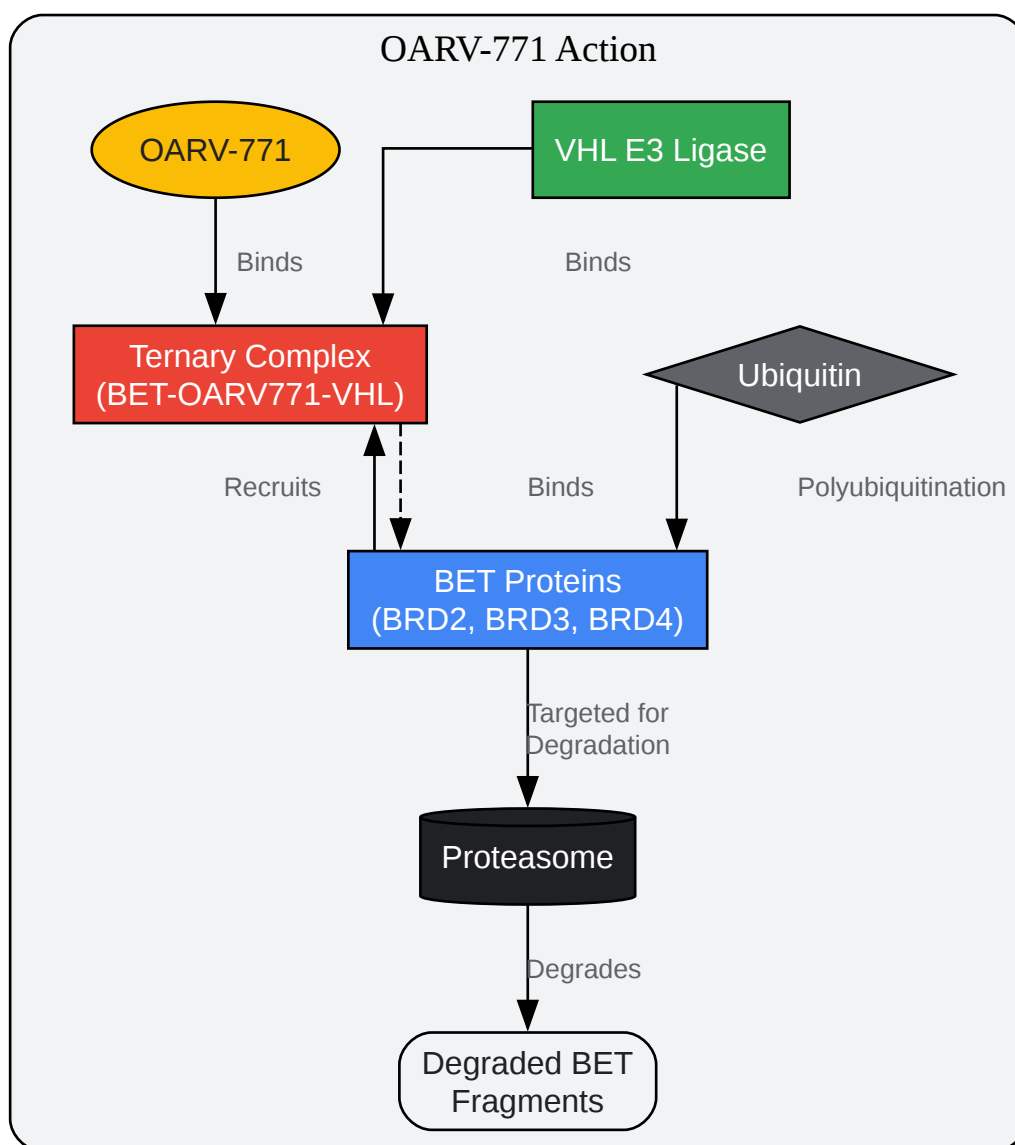 OARV-771 Action
OARV-771
VHL E3 Ligase
Binds
Binds
Ternary Complex
(BET-OARV771-VHL)
Ubiquitin
Recruits
Binds
Polyubiquitination
BET Proteins
(BRD2, BRD3, BRD4)
Targeted for
Degradation
Proteasome
Degrades
Degraded BET
Fragments